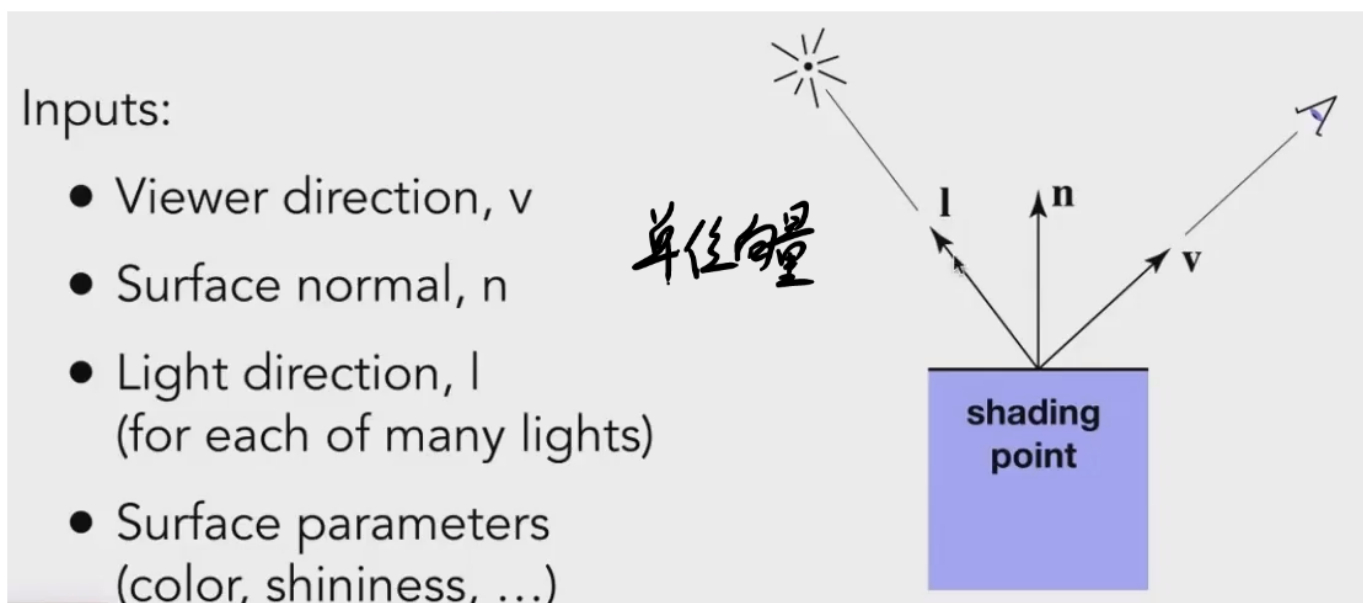 Inputs:
● Viewer direction, v
● Surface normal, n
● Light direction, l
(for each of many lights)
● Surface parameters
(color, shininess, ...)
单位向量
l
n
v
shading
point